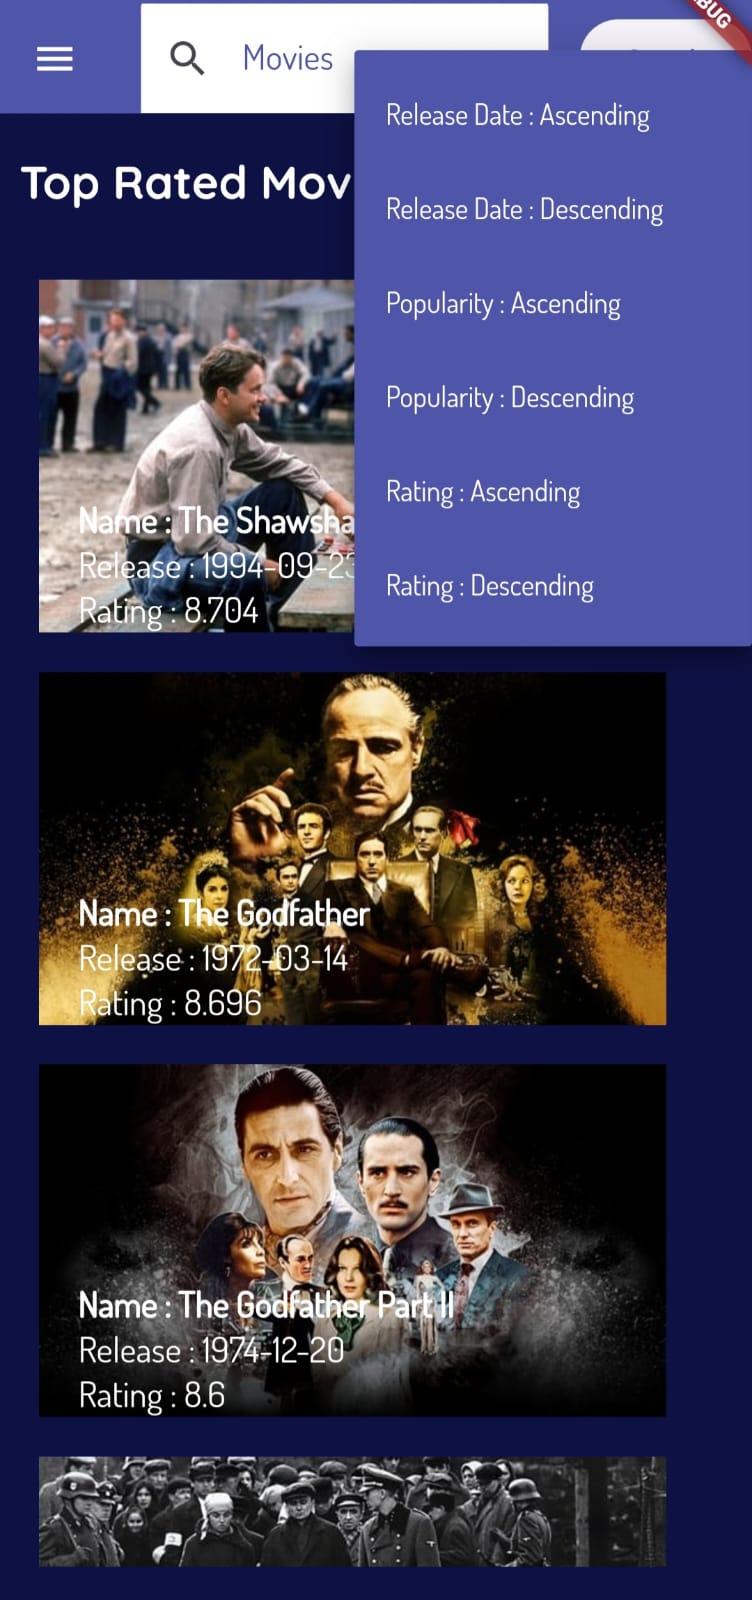 Movies
BUG
Release Date : Ascending
Release Date : Descending
Popularity : Ascending
Popularity : Descending
Rating : Ascending
Rating : Descending
Top Rated Mov
Name : The Shawsha
Release : 1994-09-23
Rating : 8.704
Name : The Godfather
Release : 1972-03-14
Rating : 8.696
Name : The Godfather Part II
Release : 1974-12-20
Rating : 8.6